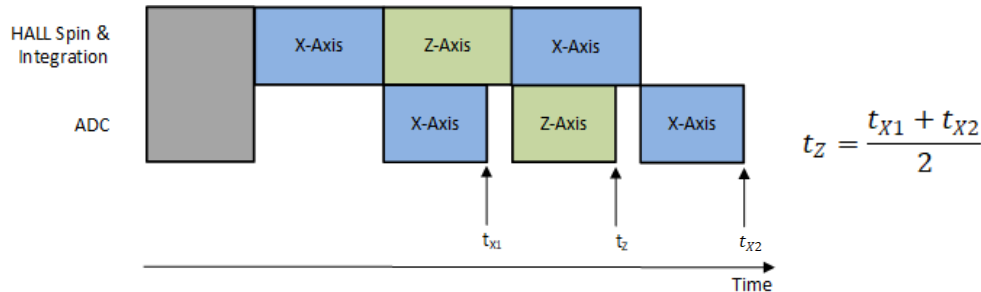 HALL Spin &
Integration
X-Axis
Z-Axis
X-Axis
ADC
X-Axis
Z-Axis
X-Axis
t_Z = (t_X1 + t_X2) / 2
t_X1
t_Z
t_X2
Time